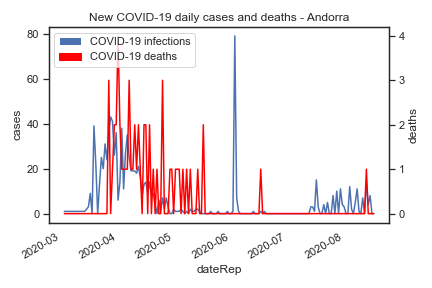 New COVID-19 daily cases and deaths - Andorra
COVID-19 infections
COVID-19 deaths
80
60
40
20
0
cases
4
3
2
1
0
deaths
2020-03
2020-04
2020-05
2020-06
2020-07
2020-08
dateRep